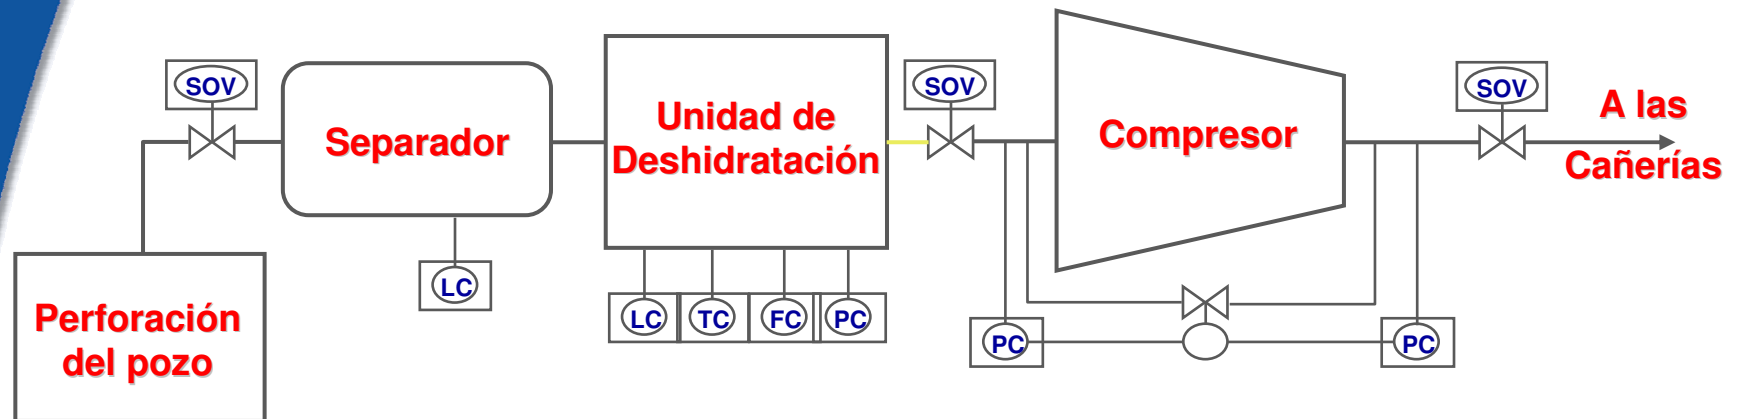 SOV
SOV
SOV
Separador
Unidad de
Deshidratación
Compresor
A las
Cañerías
LC
LC
TC
FC
PC
PC
PC
Perforación
del pozo